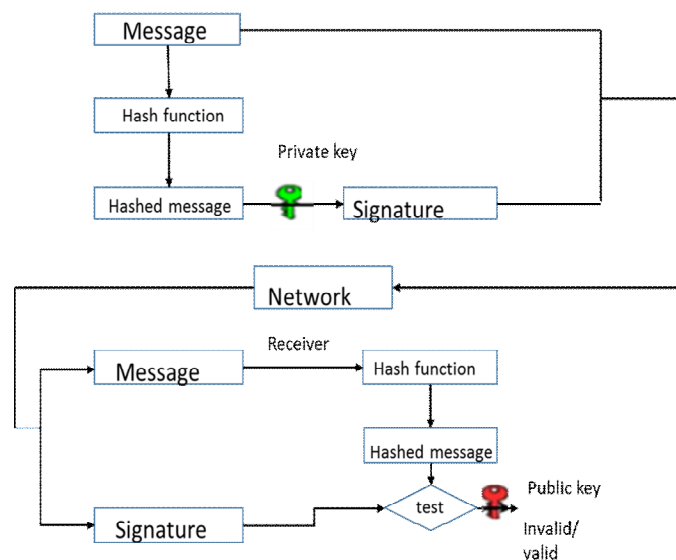 Message
Hash function
Private key
Hashed message
Signature
Network
Receiver
Message
Hash function
Hashed message
Signature
test
Public key
Invalid/
valid